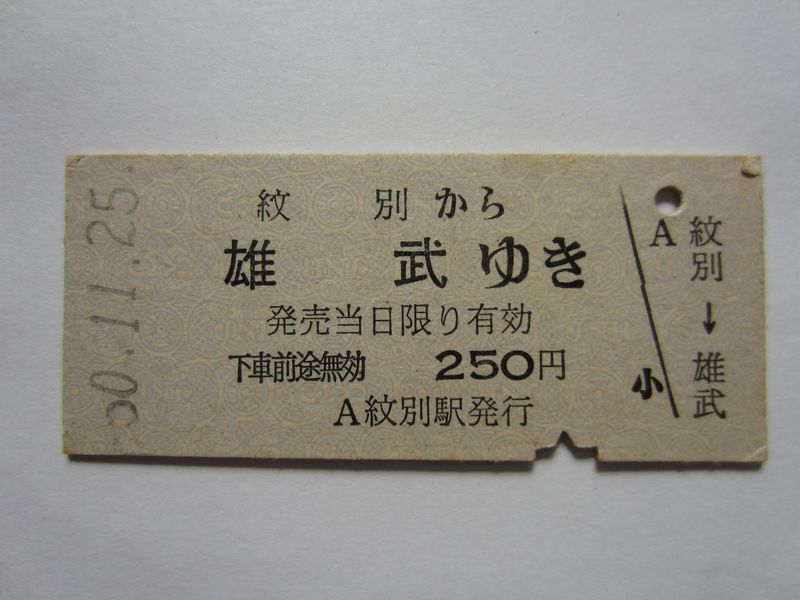 60.11.25.
紋別から
雄武ゆき
発売当日限り有効
下車前途無効 250円
A紋別駅発行
A
小
紋別→雄武